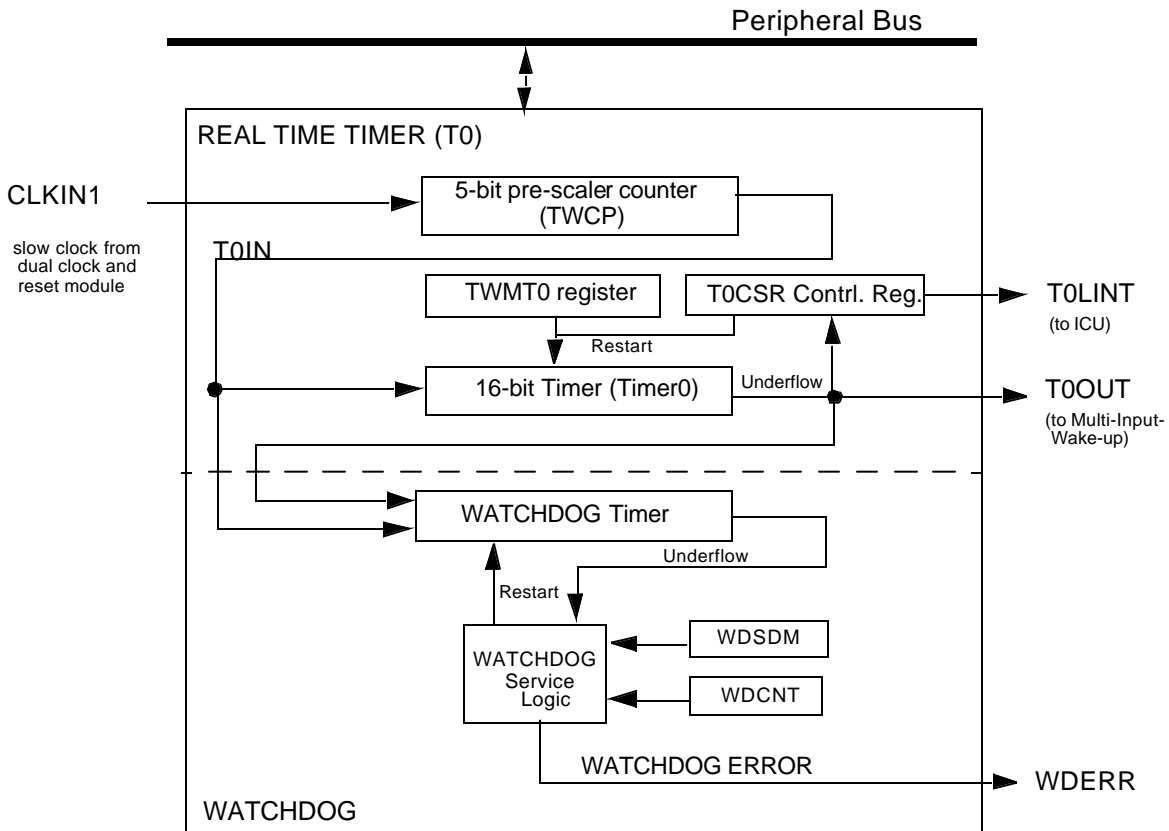 Peripheral Bus
REAL TIME TIMER (T0)
CLKIN1
slow clock from
dual clock and
reset module
5-bit pre-scaler counter
(TWCP)
T0IN
TWMT0 register
T0CSR Contrl. Reg.
T0LINT
(to ICU)
Restart
16-bit Timer (Timer0)
Underflow
T0OUT
(to Multi-Input-
Wake-up)
WATCHDOG Timer
Underflow
Restart
WATCHDOG
Service
Logic
WDSDM
WDCNT
WATCHDOG ERROR
WDERR
WATCHDOG